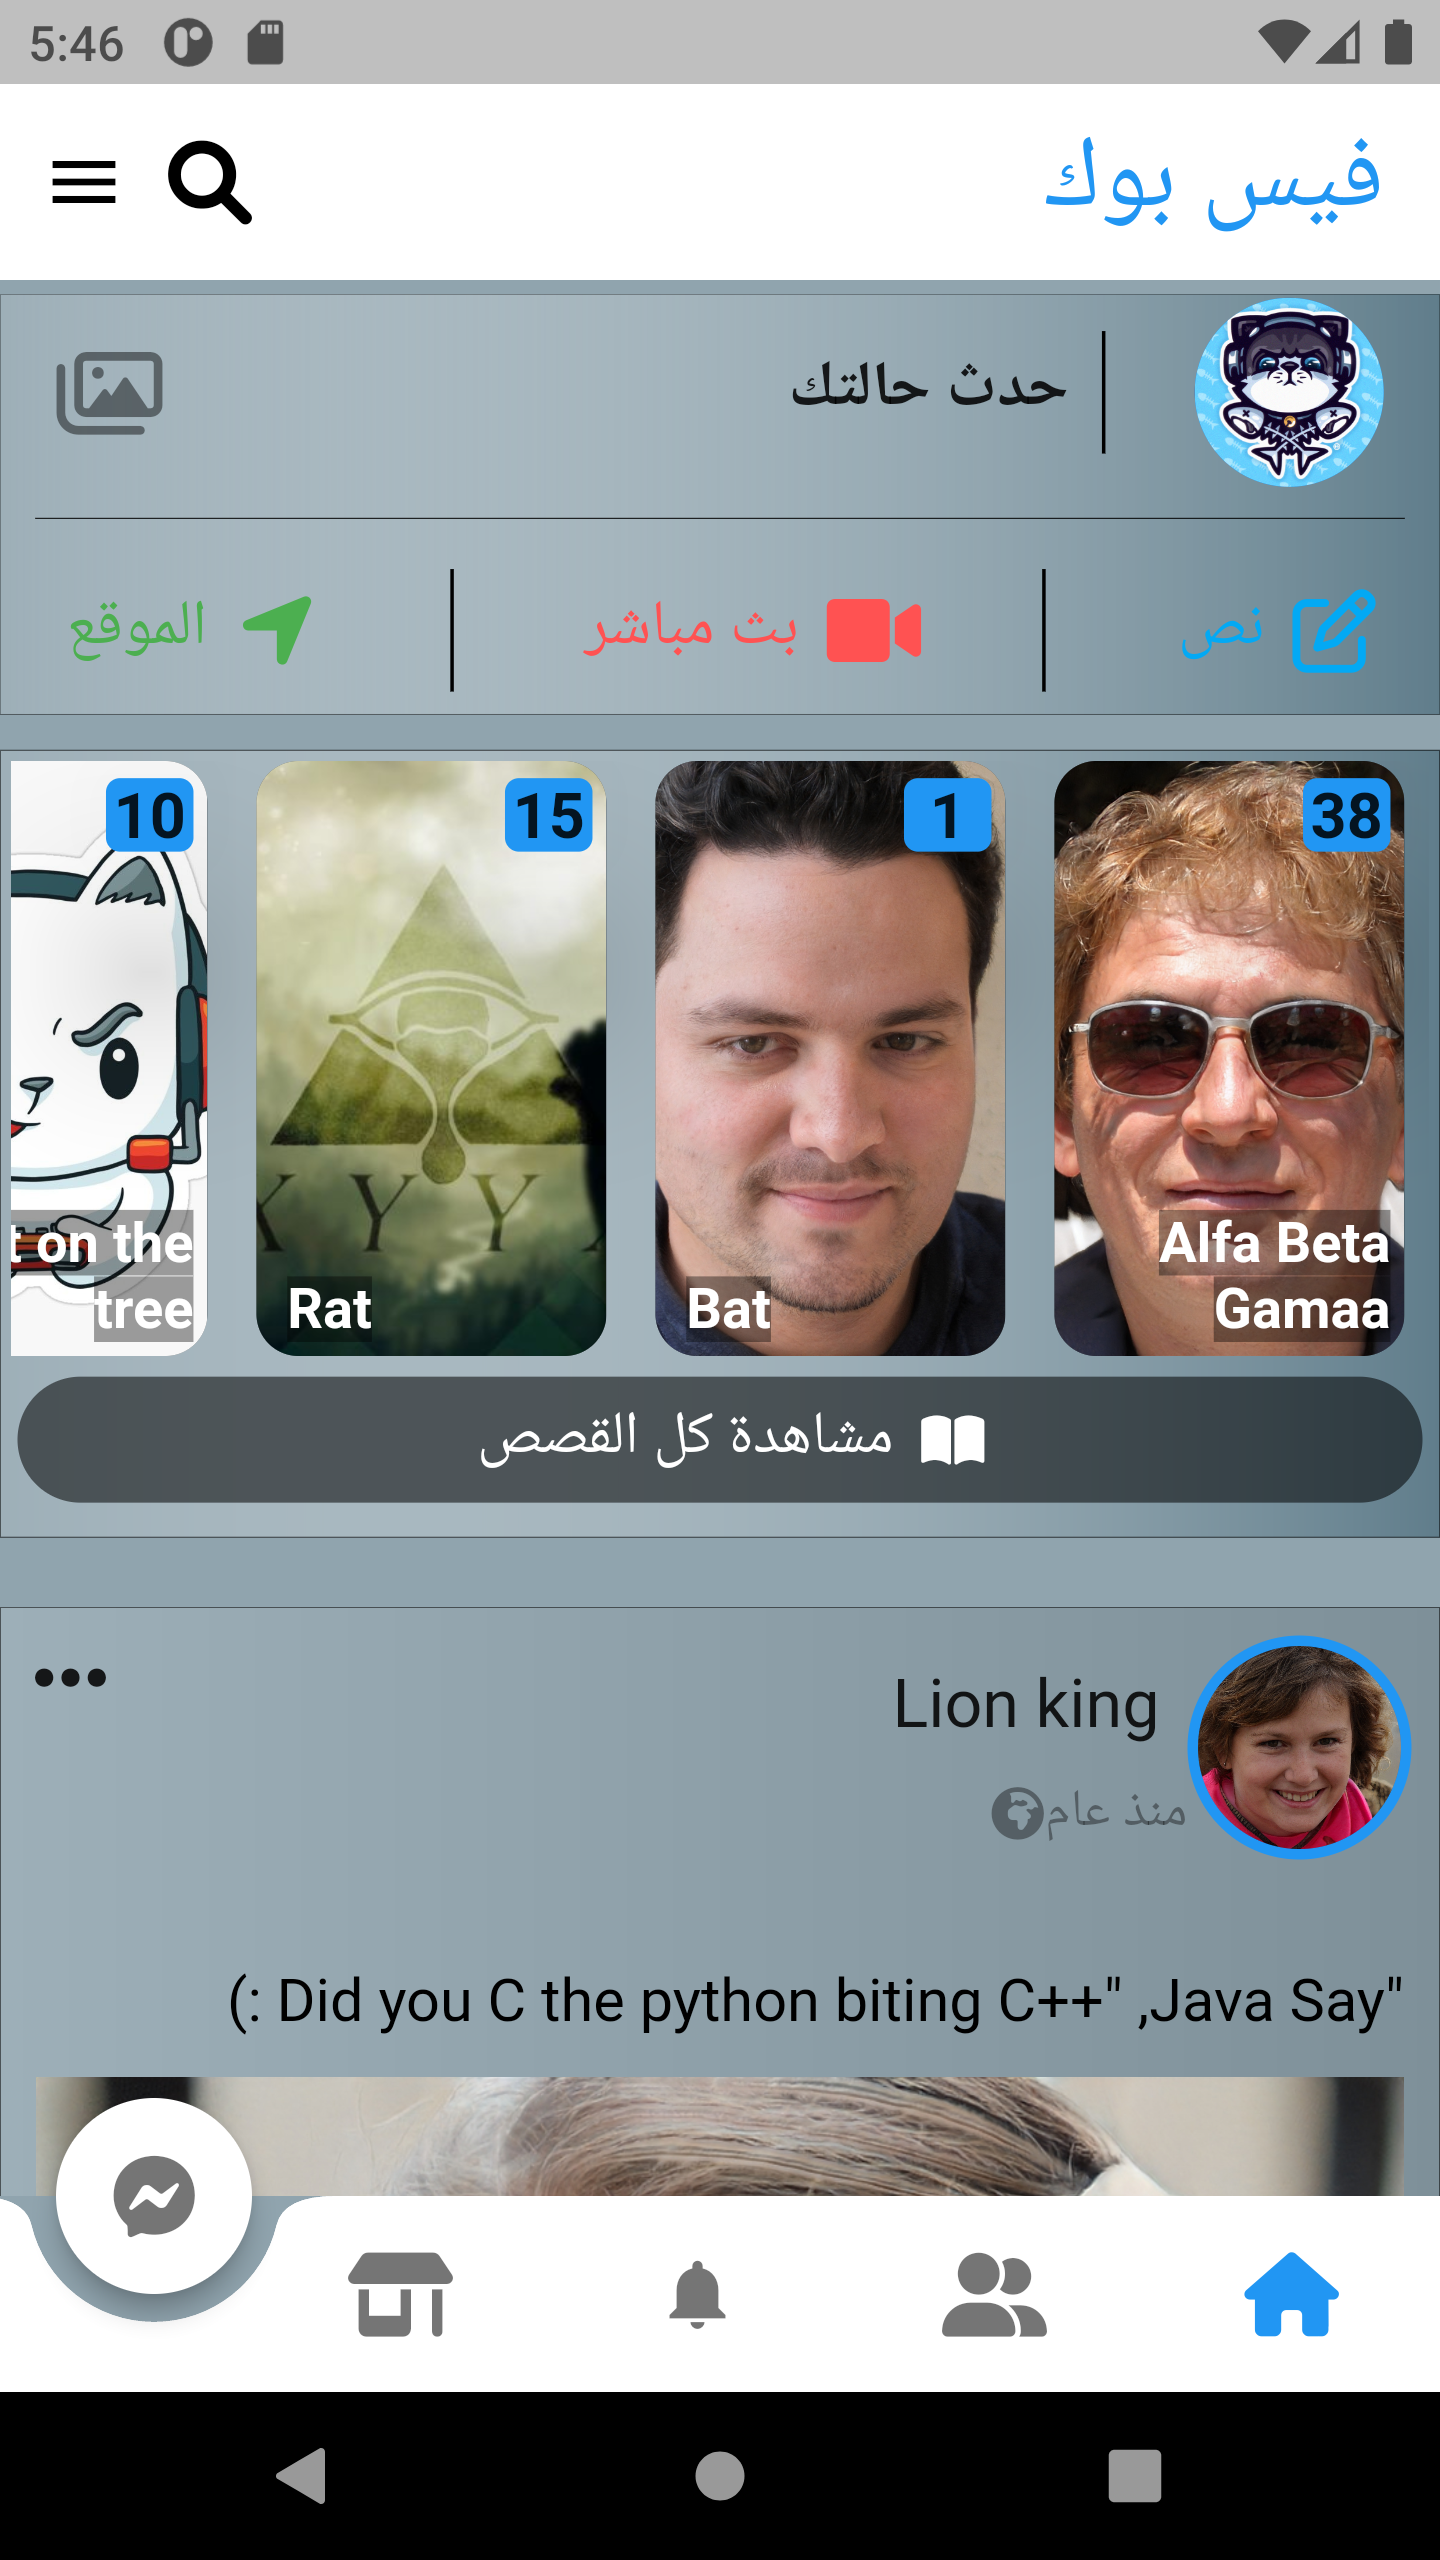 5:46
فيس بوك
حدث حالتك
نص
بث مباشر
الموقع
38
1
15
10
Alfa Beta
Gamaa
Bat
Rat
on the
tree
مشاهدة كل القصص
Lion king
منذ عام
(: Did you C the python biting C++" ,Java Say"